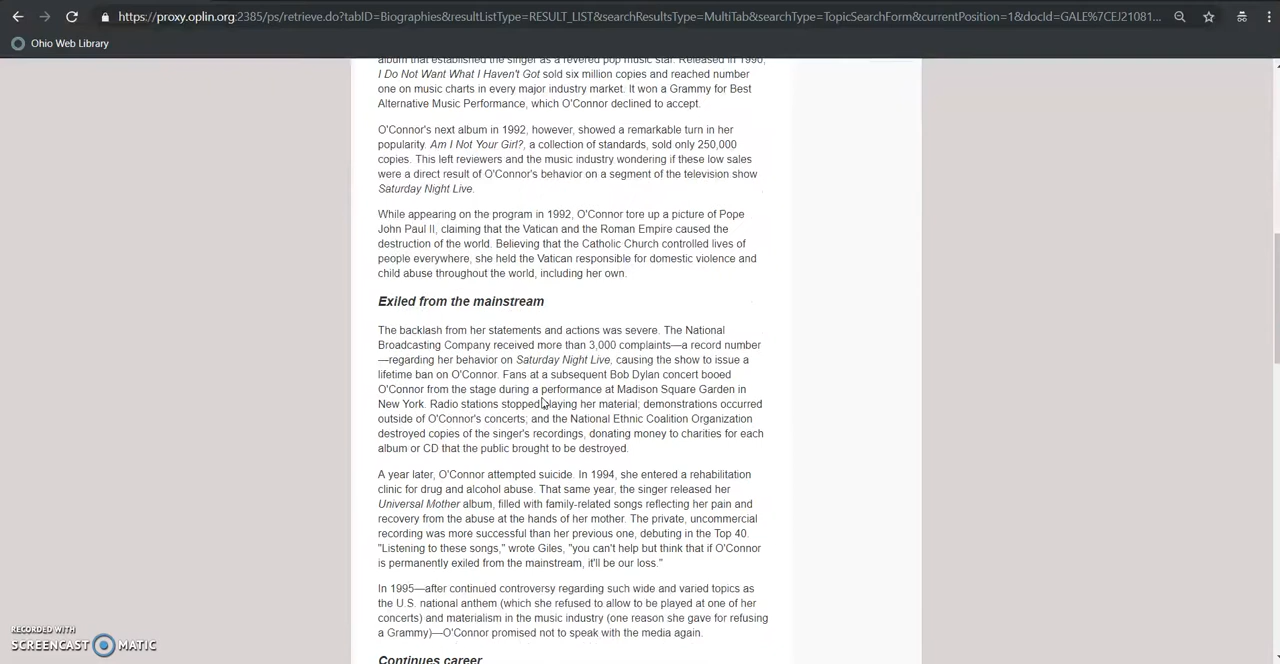 https://proxy.oplin.org:2385/ps/retrieve.do?tabID=Biographies&resultListType=RESULT_LIST&searchResultsType=MultiTab&searchType=TopicSearchForm&currentPosition=1&docId=GALE%7CEJ21081...
Ohio Web Library
album that established the singer as a revered pop music star. Released in 1990,
I Do Not Want What I Haven't Got sold six million copies and reached number
one on music charts in every major industry market. It won a Grammy for Best
Alternative Music Performance, which O'Connor declined to accept.
O'Connor's next album in 1992, however, showed a remarkable turn in her
popularity. Am I Not Your Girl?, a collection of standards, sold only 250,000
copies. This left reviewers and the music industry wondering if these low sales
were a direct result of O'Connor's behavior on a segment of the television show
Saturday Night Live.
While appearing on the program in 1992, O'Connor tore up a picture of Pope
John Paul II, claiming that the Vatican and the Roman Empire caused the
destruction of the world. Believing that the Catholic Church controlled lives of
people everywhere, she held the Vatican responsible for domestic violence and
child abuse throughout the world, including her own.
Exiled from the mainstream
The backlash from her statements and actions was severe. The National
Broadcasting Company received more than 3,000 complaints—a record number
—regarding her behavior on Saturday Night Live, causing the show to issue a
lifetime ban on O'Connor. Fans at a subsequent Bob Dylan concert booed
O'Connor from the stage during a performance at Madison Square Garden in
New York. Radio stations stopped playing her material; demonstrations occurred
outside of O'Connor's concerts; and the National Ethnic Coalition Organization
destroyed copies of the singer's recordings, donating money to charities for each
album or CD that the public brought to be destroyed.
A year later, O'Connor attempted suicide. In 1994, she entered a rehabilitation
clinic for drug and alcohol abuse. That same year, the singer released her
Universal Mother album, filled with family-related songs reflecting her pain and
recovery from the abuse at the hands of her mother. The private, uncommercial
recording was more successful than her previous one, debuting in the Top 40.
"Listening to these songs," wrote Giles, "you can't help but think that if O'Connor
is permanently exiled from the mainstream, it'll be our loss."
In 1995—after continued controversy regarding such wide and varied topics as
the U.S. national anthem (which she refused to allow to be played at one of her
concerts) and materialism in the music industry (one reason she gave for refusing
a Grammy)—O'Connor promised not to speak with the media again.
Continues career
RECORDED WITH
SCREENCAST MATIC